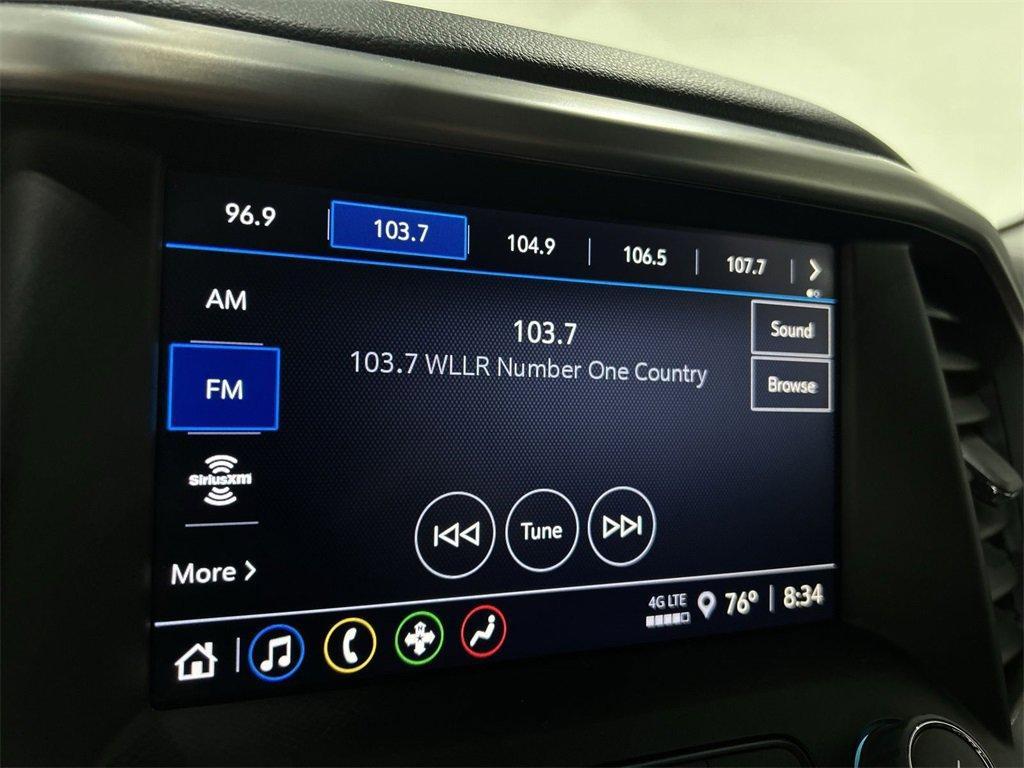 96.9 103.7 104.9 106.5 107.7
AM
103.7
Sound
103.7 WLLR Number One Country
FM
Browse
SiriusXM
Tune
More
4G LTE
76° 8:34